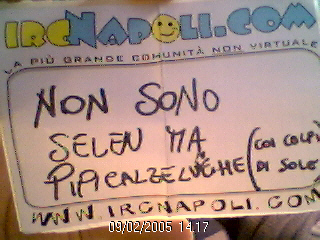 IRCNAPOLI.COM
LA PIÙ GRANDE COMUNITÀ NON VIRTUALE
NON SONO
SELEN MA
PIPICALZELUGHE (COI COLPI
DI SOLE
WWW.IRCNAPOLI.COM
09/02/2005 14.17